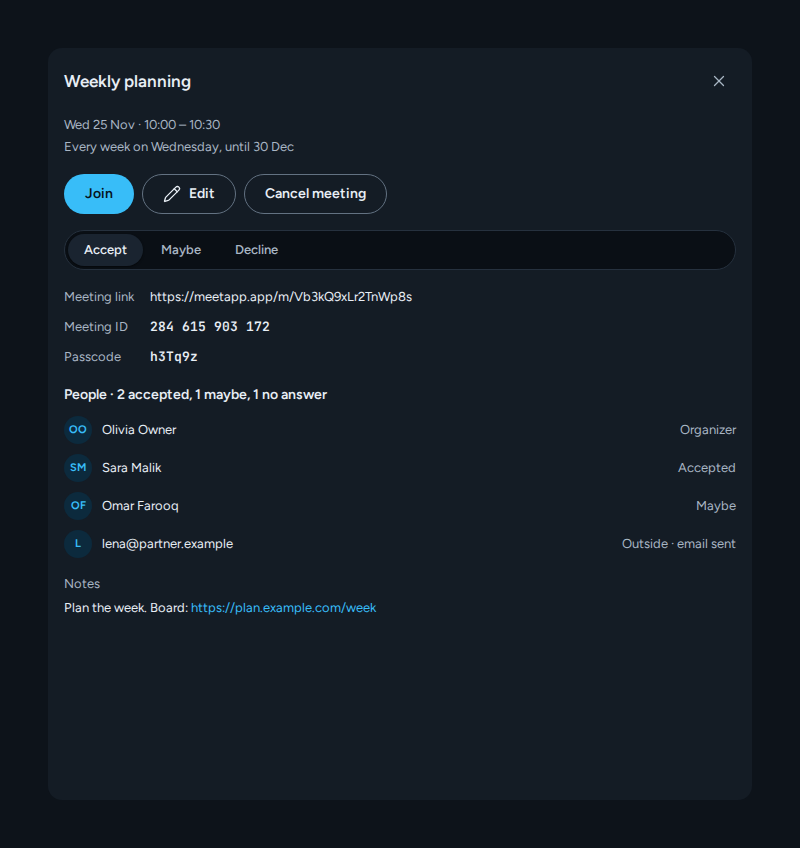 Weekly planning
Wed 25 Nov · 10:00 – 10:30
Every week on Wednesday, until 30 Dec
Join Edit Cancel meeting
Accept Maybe Decline
Meeting link https://meetapp.app/m/Vb3kQ9xLr2TnWp8s
Meeting ID 284 615 903 172
Passcode h3Tq9z
People · 2 accepted, 1 maybe, 1 no answer
OO Olivia Owner Organizer
SM Sara Malik Accepted
OF Omar Farooq Maybe
L lena@partner.example Outside · email sent
Notes
Plan the week. Board: https://plan.example.com/week